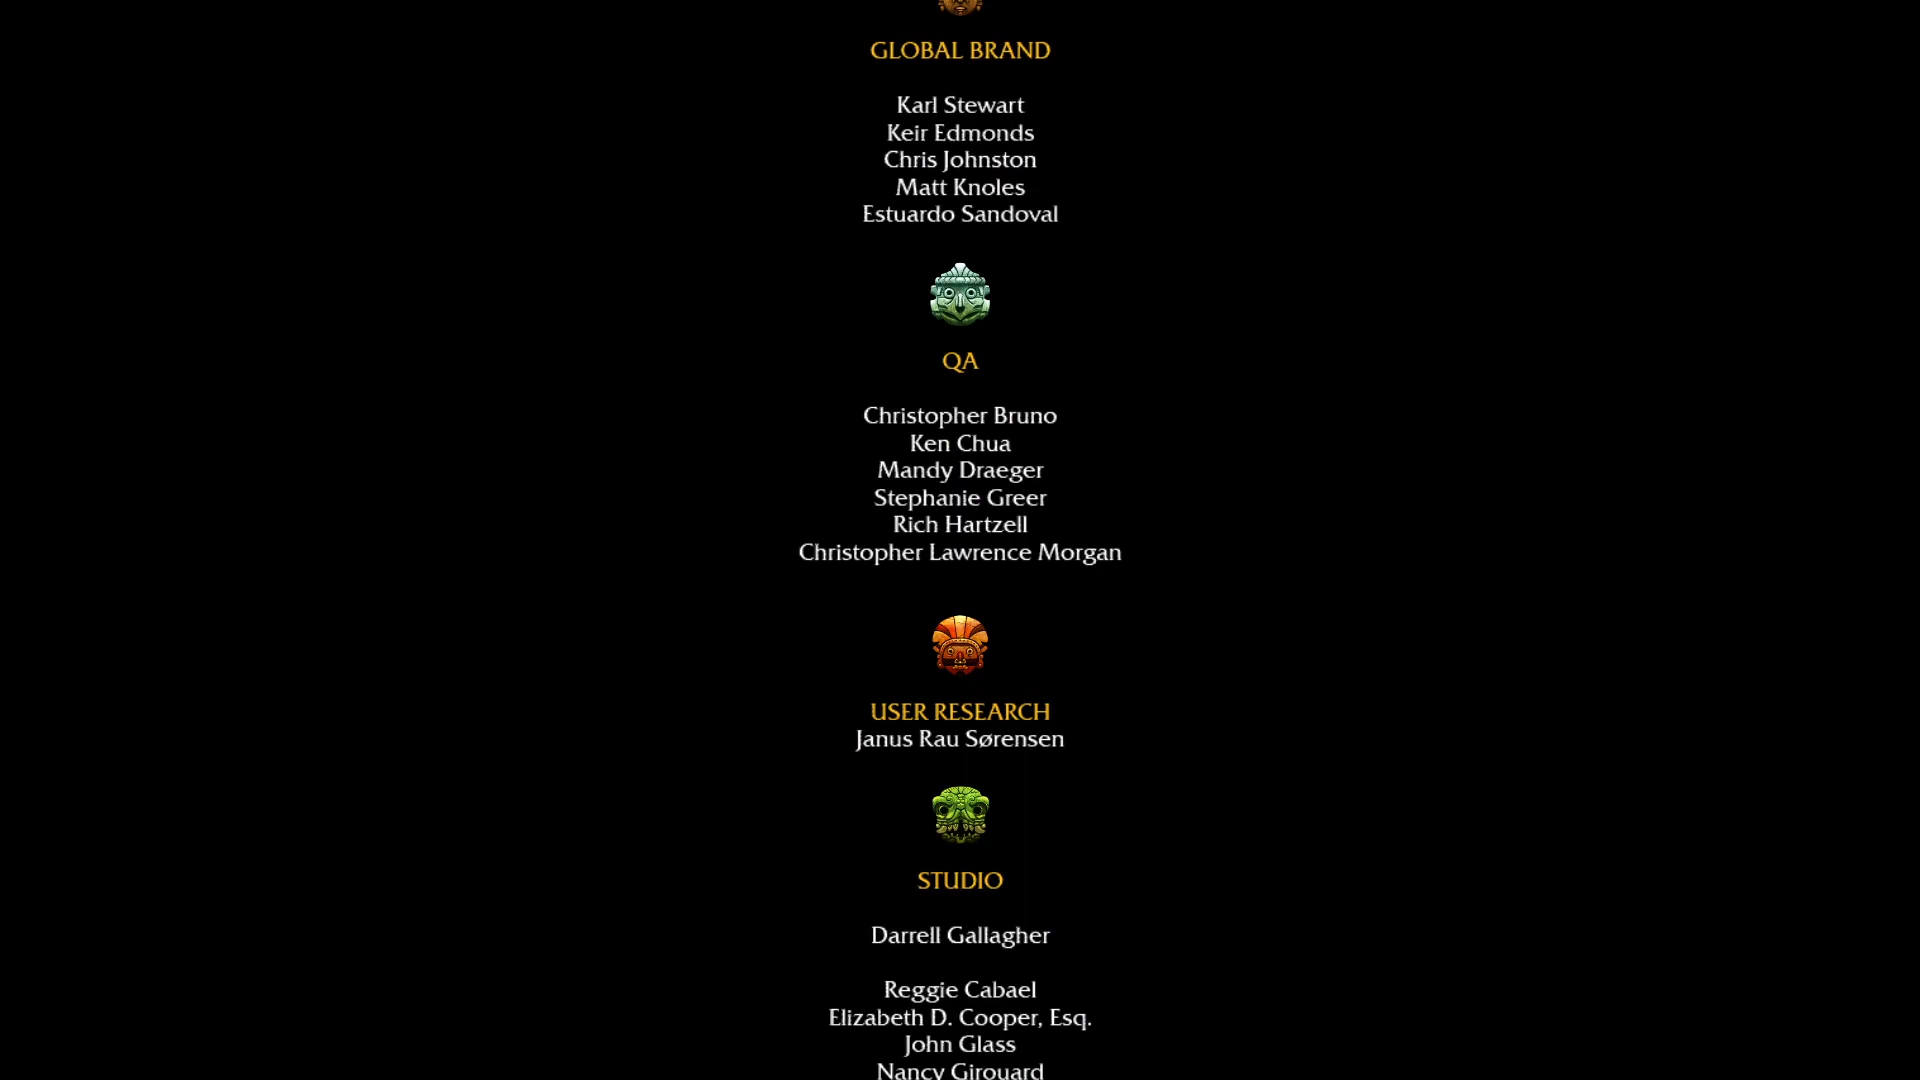 GLOBAL BRAND
Karl Stewart
Keir Edmonds
Chris Johnston
Matt Knoles
Estuardo Sandoval
QA
Christopher Bruno
Ken Chua
Mandy Draeger
Stephanie Greer
Rich Hartzell
Christopher Lawrence Morgan
USER RESEARCH
Janus Rau Sørensen
STUDIO
Darrell Gallagher
Reggie Cabael
Elizabeth D. Cooper, Esq.
John Glass
Nancy Girouard